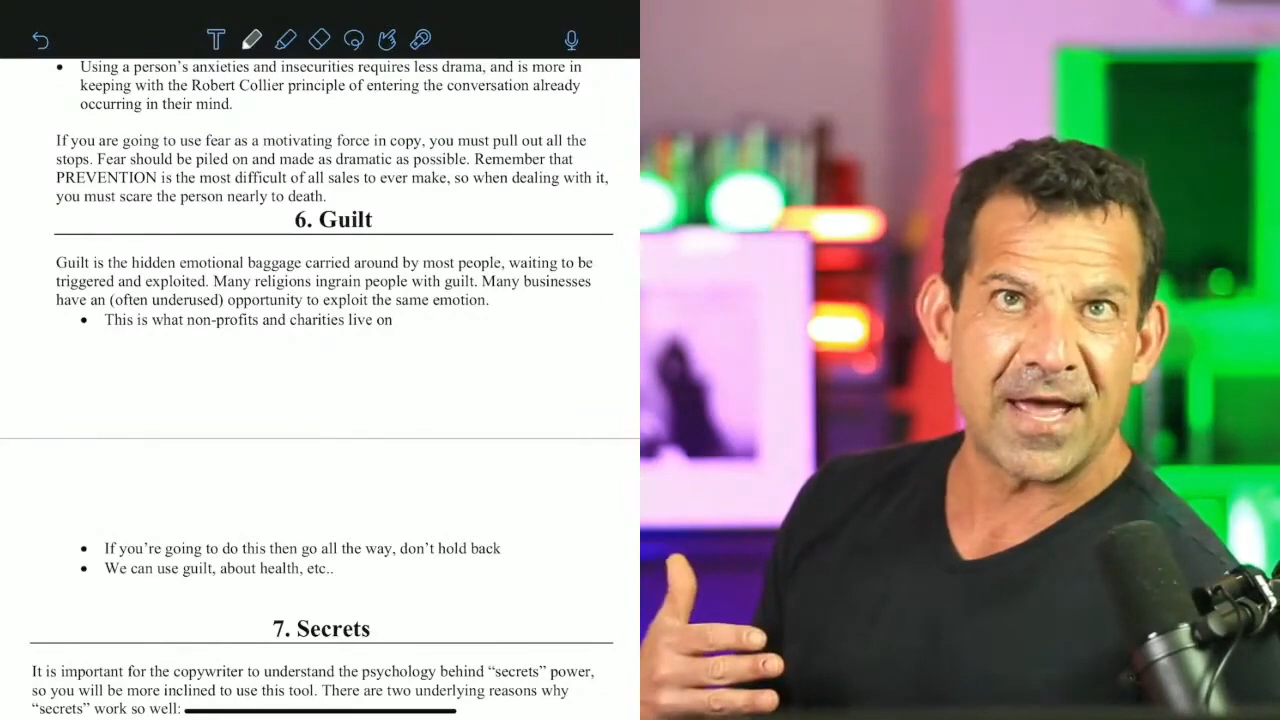 • Using a person's anxieties and insecurities requires less drama, and is more in
keeping with the Robert Collier principle of entering the conversation already
occurring in their mind.
If you are going to use fear as a motivating force in copy, you must pull out all the
stops. Fear should be piled on and made as dramatic as possible. Remember that
PREVENTION is the most difficult of all sales to ever make, so when dealing with it,
you must scare the person nearly to death.
6. Guilt
Guilt is the hidden emotional baggage carried around by most people, waiting to be
triggered and exploited. Many religions ingrain people with guilt. Many businesses
have an (often underused) opportunity to exploit the same emotion.
• This is what non-profits and charities live on
• If you're going to do this then go all the way, don't hold back
• We can use guilt, about health, etc..
7. Secrets
It is important for the copywriter to understand the psychology behind “secrets” power,
so you will be more inclined to use this tool. There are two underlying reasons why
“secrets” work so well: